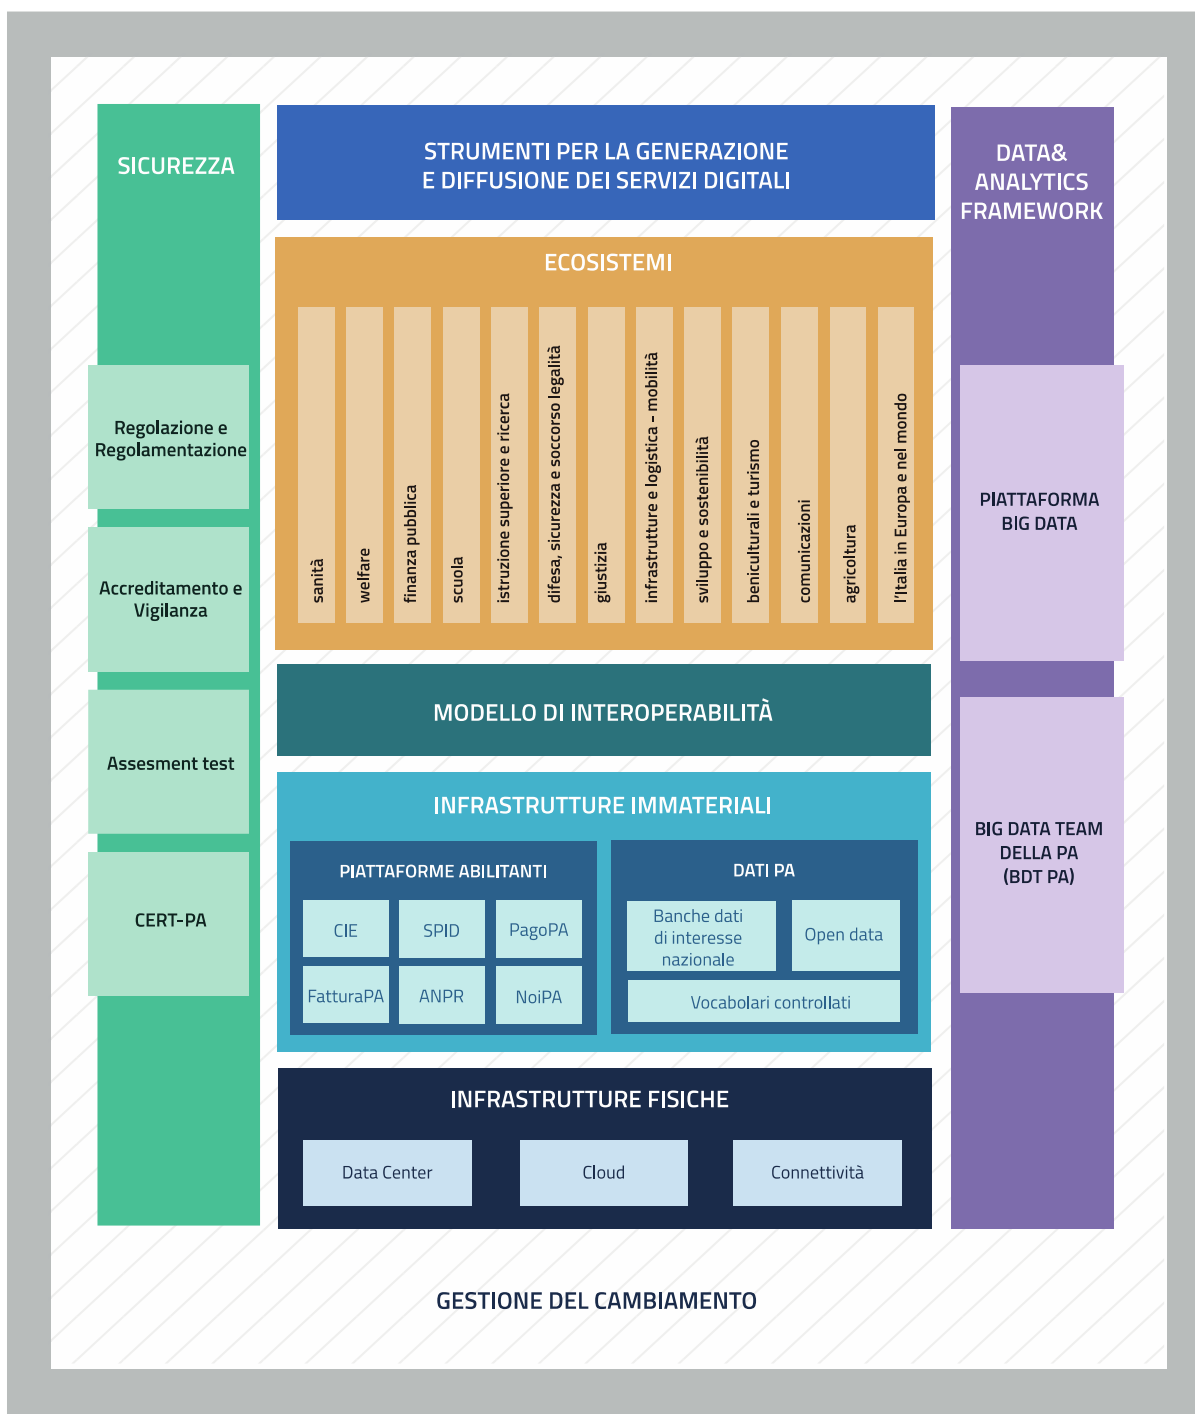 SICUREZZA
Regolazione e
Regolamentazione
Accreditamento e
Vigilanza
Assesment test
CERT-PA
STRUMENTI PER LA GENERAZIONE
E DIFFUSIONE DEI SERVIZI DIGITALI
ECOSISTEMI
sanità
welfare
finanza pubblica
scuola
istruzione superiore e ricerca
difesa, sicurezza e soccorso legalità
giustizia
infrastrutture e logistica - mobilità
sviluppo e sostenibilità
beniculturali e turismo
comunicazioni
agricoltura
l'Italia in Europa e nel mondo
MODELLO DI INTEROPERABILITÀ
INFRASTRUTTURE IMMATERIALI
PIATTAFORME ABILITANTI
CIE
SPID
PagoPA
FatturaPA
ANPR
NoiPA
DATI PA
Banche dati
di interesse
nazionale
Open data
Vocabolari controllati
INFRASTRUTTURE FISICHE
Data Center
Cloud
Connettività
DATA&
ANALYTICS
FRAMEWORK
PIATTAFORMA
BIG DATA
BIG DATA TEAM
DELLA PA
(BDT PA)
GESTIONE DEL CAMBIAMENTO